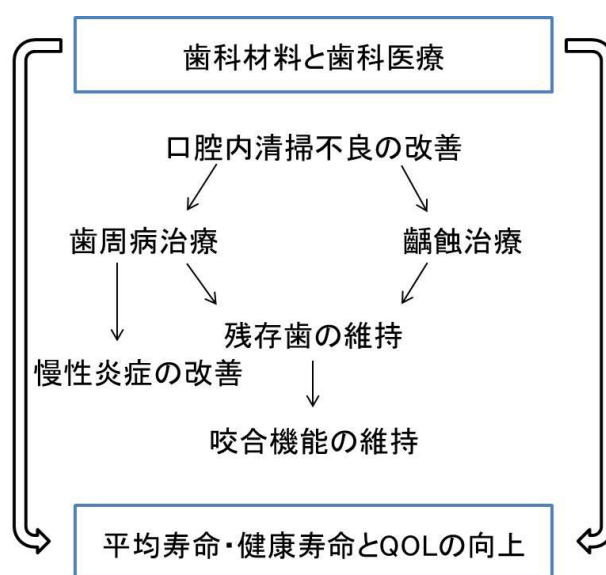 歯科材料と歯科医療
口腔内清掃不良の改善
歯周病治療
齲蝕治療
残存歯の維持
慢性炎症の改善
咬合機能の維持
平均寿命・健康寿命とQOLの向上